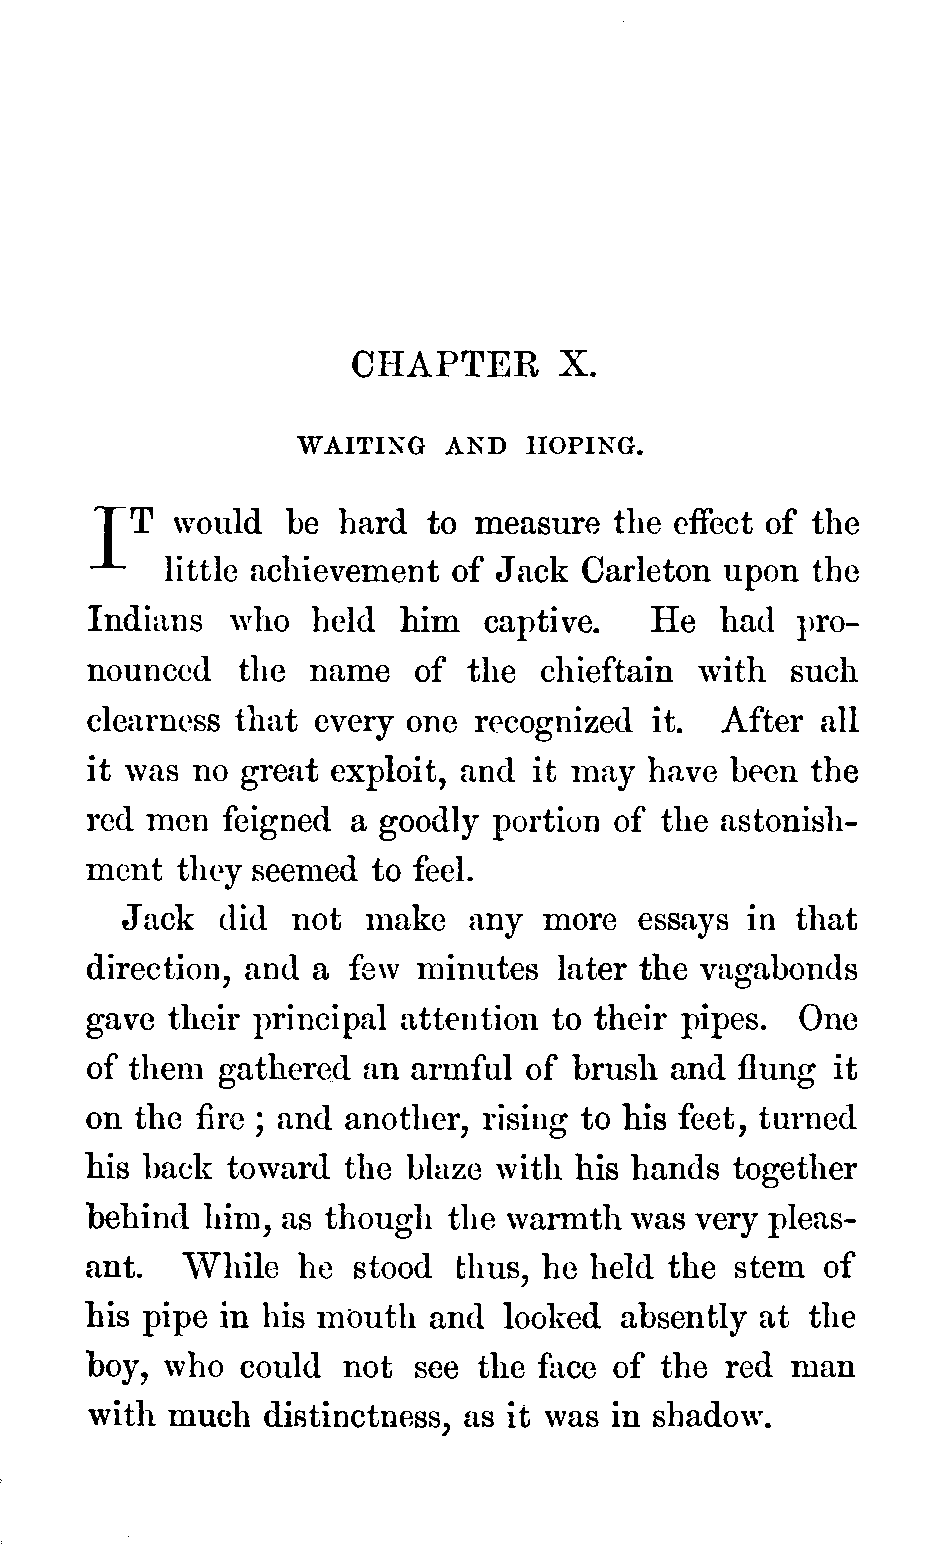 CHAPTER X.
WAITING AND HOPING.
IT would be hard to measure the effect of the
little achievement of Jack Carleton upon the
Indians who held him captive. He had pro-
nounced the name of the chieftain with such
clearness that every one recognized it. After all
it was no great exploit, and it may have been the
red men feigned a goodly portion of the astonish-
ment they seemed to feel.
Jack did not make any more essays in that
direction, and a few minutes later the vagabonds
gave their principal attention to their pipes. One
of them gathered an armful of brush and flung it
on the fire ; and another, rising to his feet, turned
his back toward the blaze with his hands together
behind him, as though the warmth was very pleas-
ant. While he stood thus, he held the stem of
his pipe in his mouth and looked absently at the
boy, who could not see the face of the red man
with much distinctness, as it was in shadow.